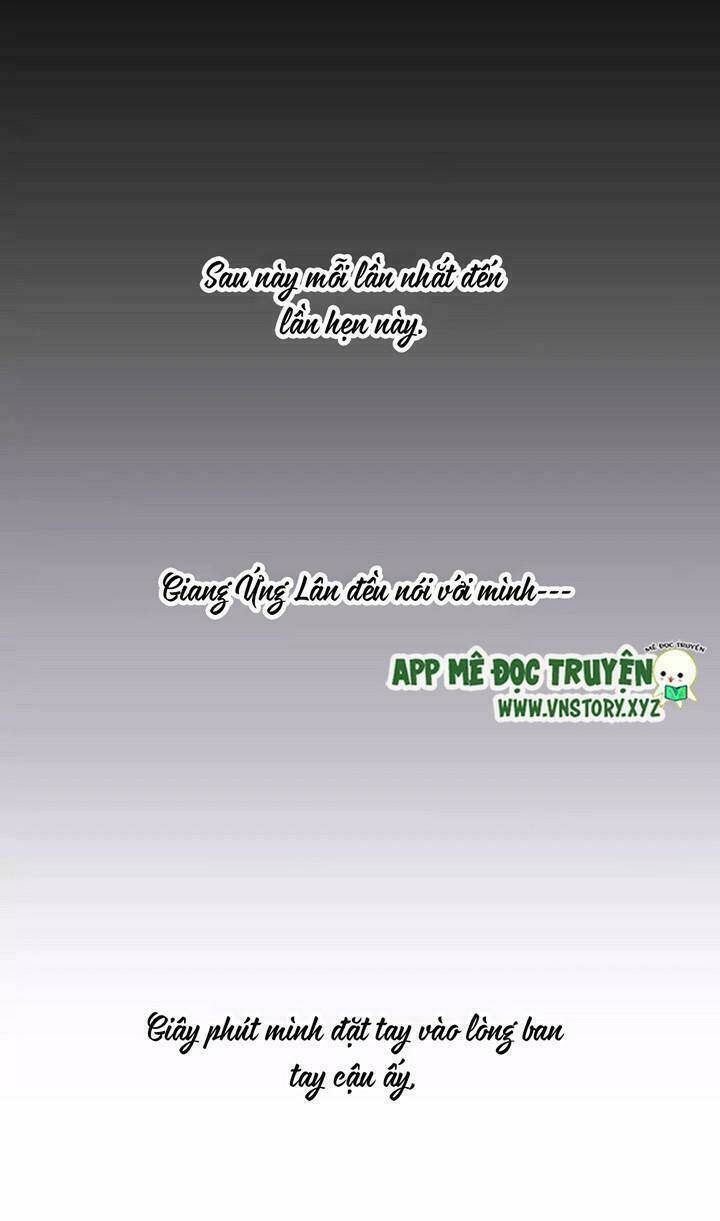 Sau này mỗi lần nhắt đến
lần hẹn này.
Giang Ứng Lân đều nói với mình---
MÊ ĐỌC TRUYỆN
APP MÊ ĐỌC TRUYỆN
WWW.VNSTORY.XYZ
Giây phút mình đặt tay vào lòng ban
tay cậu ấy,